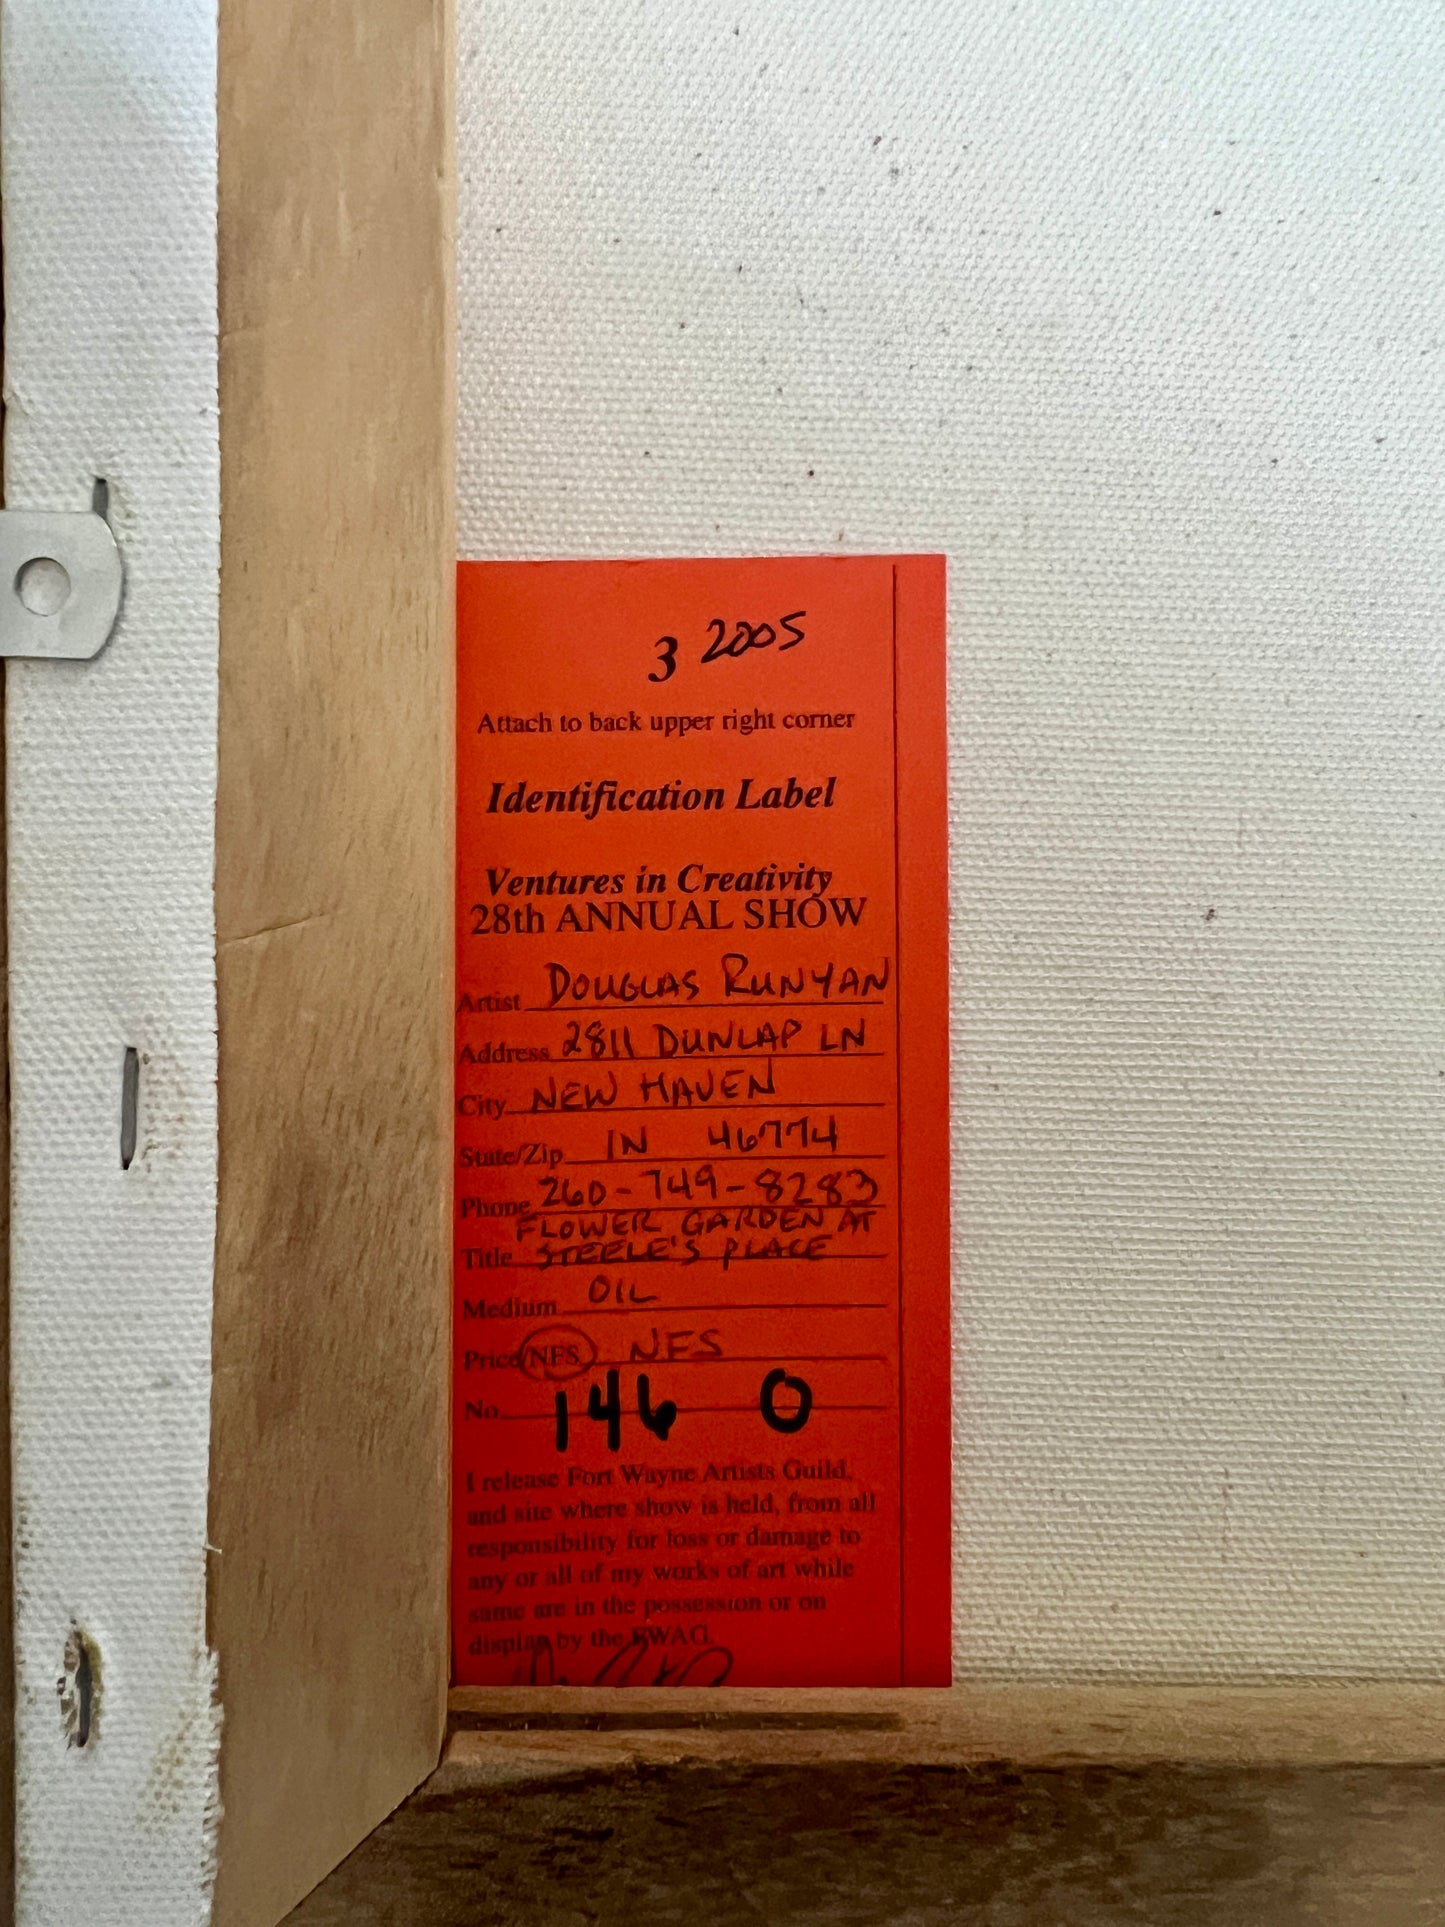 3 2005
Attach to back upper right corner
Identification Label
Ventures in Creativity
28th ANNUAL SHOW
Artist DOUGLAS RUNYAN
Address 2811 DUNLAP LN
City NEW HAVEN
State/Zip IN 46774
Phone 260-749-8283
FLOWER GARDEN AT
Title STEELE'S PLACE
Medium OIL
Price/NFS NFS
No. 146 O
I release Fort Wayne Artists Guild,
and site where show is held, from all
responsibility for loss or damage to
any or all of my works of art while
same are in the possession or on
display by the FWAG.